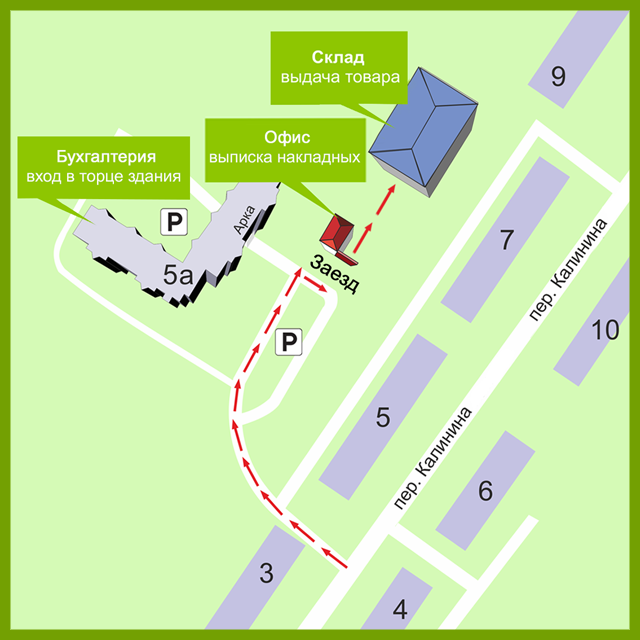 Склад
выдача товара
9
Офис
выписка накладных
Бухгалтерия
вход в торце здания
P
Арка
7
5а
Заезд
пер. Калинина
10
P
5
пер. Калинина
6
3
4